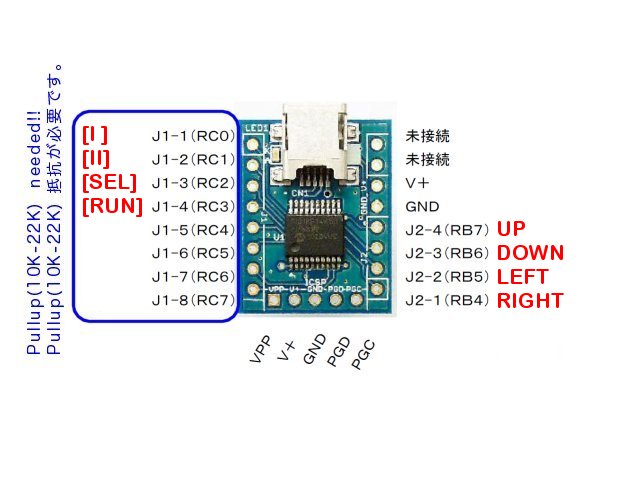 Pullup(10K-22K) needed!!
Pullup(10K-22K) 抵抗が必要です。
[I ] J1-1(RC0)
[II] J1-2(RC1)
[SEL] J1-3(RC2)
[RUN] J1-4(RC3)
J1-5(RC4)
J1-6(RC5)
J1-7(RC6)
J1-8(RC7)
LED1
CN1
U1
J1
GND V+
J2
ICSP
VPP-V+-GND-PGD-PGC
未接続
未接続
V+
GND
J2-4(RB7) UP
J2-3(RB6) DOWN
J2-2(RB5) LEFT
J2-1(RB4) RIGHT
VPP
V+
GND
PGD
PGC